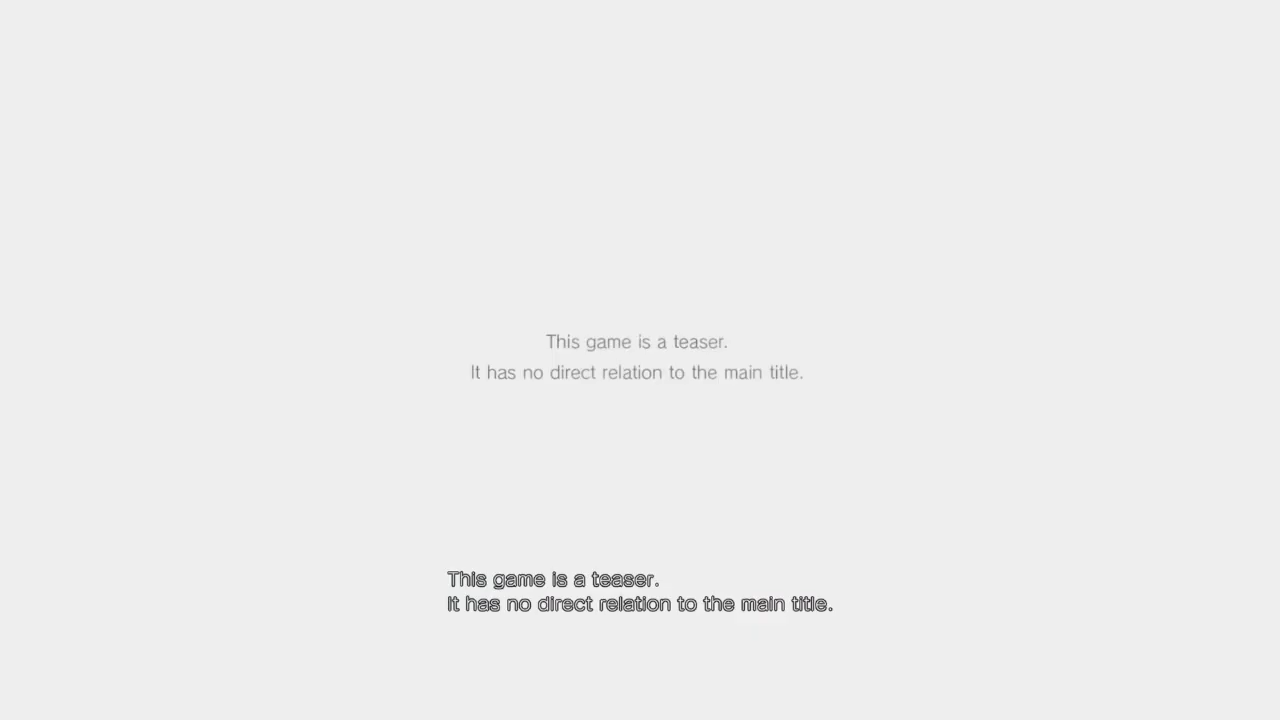 This game is a teaser.
It has no direct relation to the main title.
This game is a teaser.
It has no direct relation to the main title.